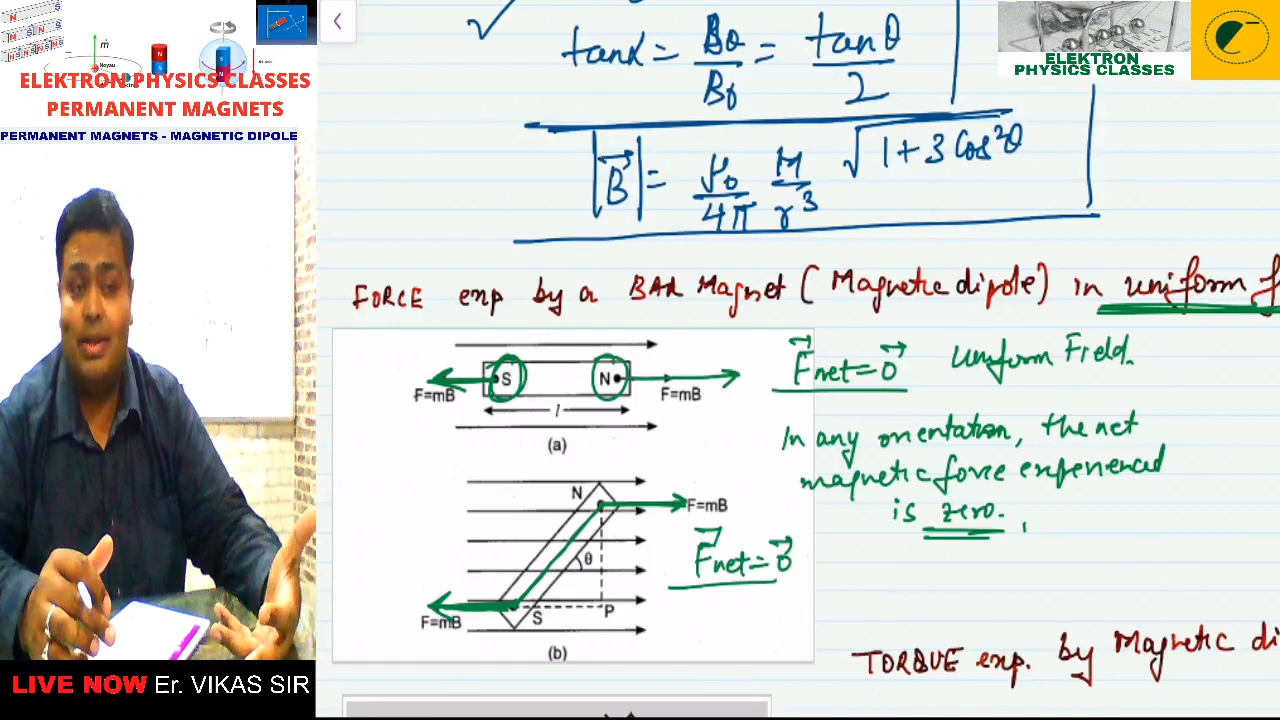 ELEKTRON PHYSICS CLASSES
PERMANENT MAGNETS
PERMANENT MAGNETS - MAGNETIC DIPOLE
ELEKTRON
PHYSICS CLASSES
tanα = Bθ/Br = tanθ/2
|B⃗| = μ₀/4π M/r³ √1+3Cos²θ
FORCE exp by a BAR Magnet (Magnetic dipole) in uniform f
S N
F=mB F=mB
l
(a)
F⃗net = 0⃗ Uniform Field.
In any orientation, the net
magnetic force experienced
is zero.
N
F=mB
θ
F⃗net = 0⃗
F=mB
S
P
(b)
TORQUE exp. by Magnetic di
LIVE NOW Er. VIKAS SIR